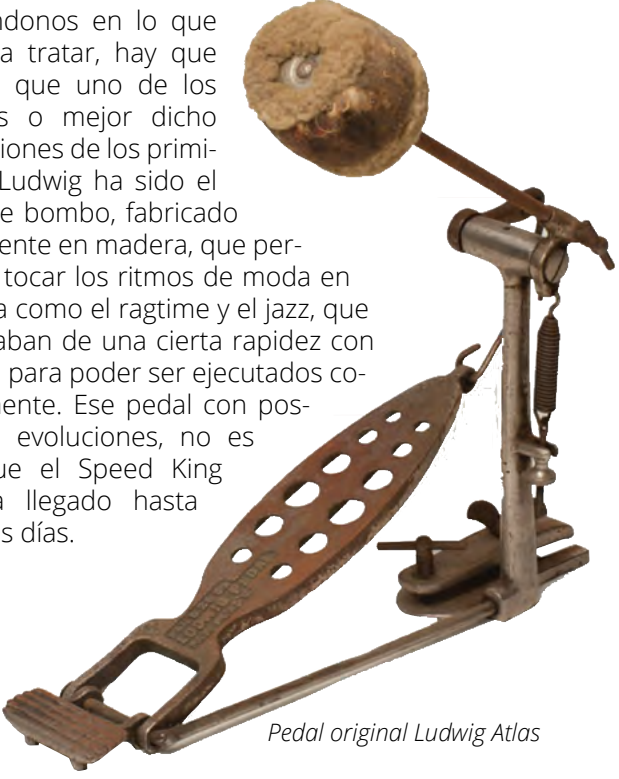 ndonos en lo que
a tratar, hay que
que uno de los
s o mejor dicho
ciones de los primi-
Ludwig ha sido el
e bombo, fabricado
ente en madera, que per-
tocar los ritmos de moda en
a como el ragtime y el jazz, que
aban de una cierta rapidez con
para poder ser ejecutados co-
nente. Ese pedal con pos-
evoluciones, no es
ue el Speed King
a llegado hasta
s días.
Pedal original Ludwig Atlas